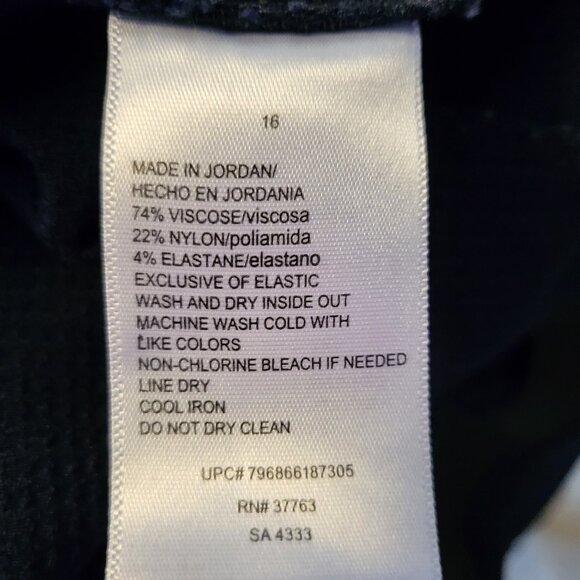 16
MADE IN JORDAN/
HECHO EN JORDANIA
74% VISCOSE/viscosa
22% NYLON/poliamida
4% ELASTANE/elastano
EXCLUSIVE OF ELASTIC
WASH AND DRY INSIDE OUT
MACHINE WASH COLD WITH
LIKE COLORS
NON-CHLORINE BLEACH IF NEEDED
LINE DRY
COOL IRON
DO NOT DRY CLEAN
UPC# 796866187305
RN# 37763
SA 4333